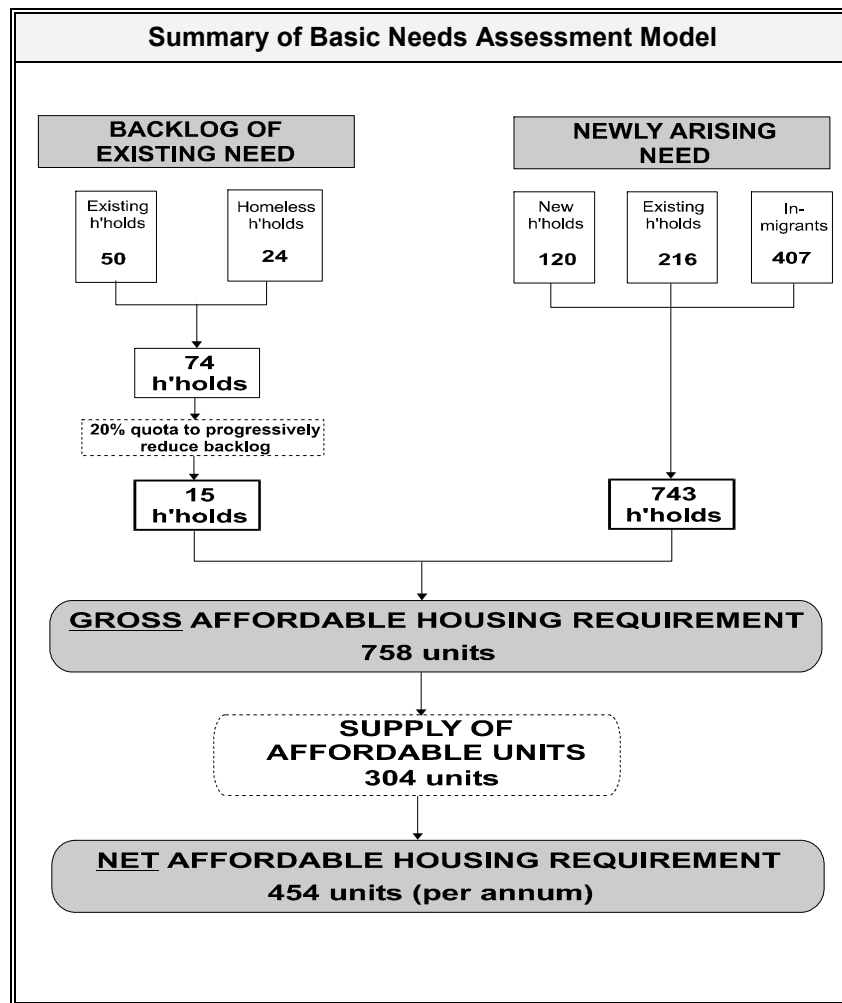 Summary of Basic Needs Assessment Model
BACKLOG OF
EXISTING NEED
Existing
h'holds
50
Homeless
h'holds
24
74
h'holds
20% quota to progressively
reduce backlog
15
h'holds
NEWLY ARISING
NEED
New
h'holds
120
Existing
h'holds
216
In-
migrants
407
743
h'holds
GROSS AFFORDABLE HOUSING REQUIREMENT
758 units
SUPPLY OF
AFFORDABLE UNITS
304 units
NET AFFORDABLE HOUSING REQUIREMENT
454 units (per annum)